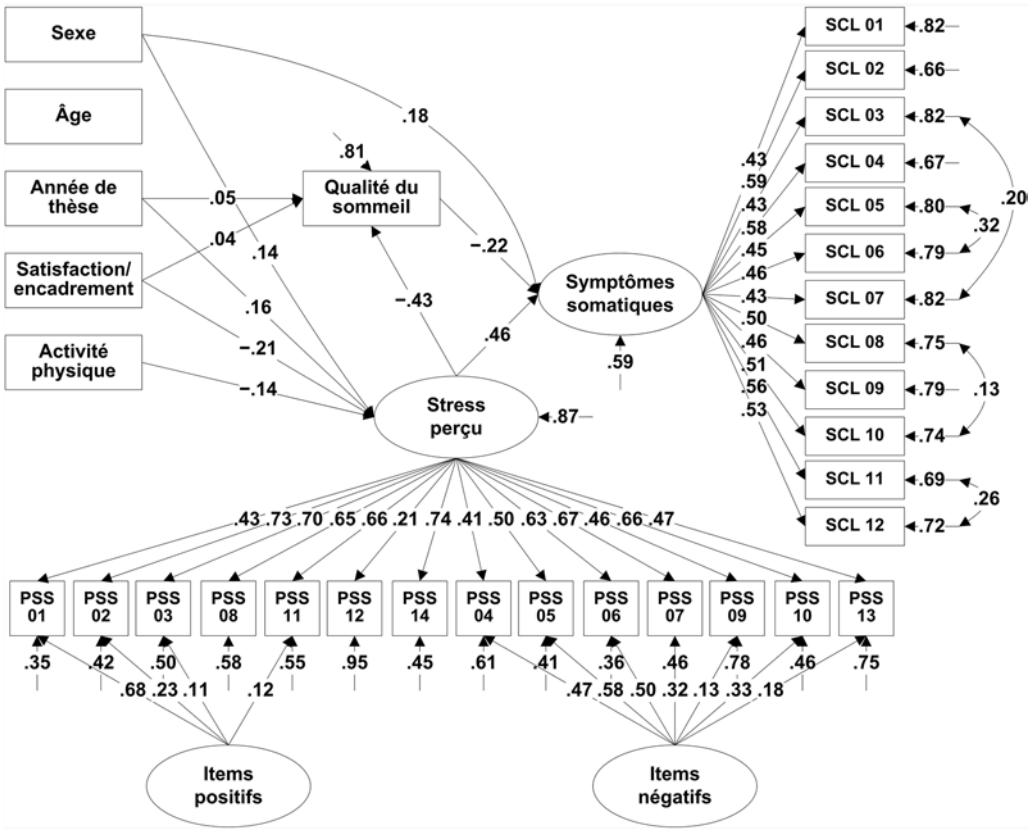 Sexe
Âge
Année de
thèse
Satisfaction/
encadrement
Activité
physique
.18
.81
Qualité du
sommeil
.05
.04
.14
.16
−.21
−.14
−.43
−.22
.46
Symptômes
somatiques
.59
Stress
perçu
.87
.43
.59
.43
.58
.45
.46
.43
.50
.46
.51
.56
.53
SCL 01 .82
SCL 02 .66
SCL 03 .82
SCL 04 .67
SCL 05 .80
SCL 06 .79
SCL 07 .82
SCL 08 .75
SCL 09 .79
SCL 10 .74
SCL 11 .69
SCL 12 .72
.20
.32
.13
.26
.43 .73 .70 .65 .66 .21 .74 .41 .50 .63 .67 .46 .66 .47
PSS PSS PSS PSS PSS PSS PSS PSS PSS PSS PSS PSS PSS PSS
01 02 03 08 11 12 14 04 05 06 07 09 10 13
.35 .42 .50 .58 .55 .95 .45 .61 .41 .36 .46 .78 .46 .75
.68 .23 .11 .12 .47 .58 .50 .32 .13 .33 .18
Items
positifs
Items
négatifs